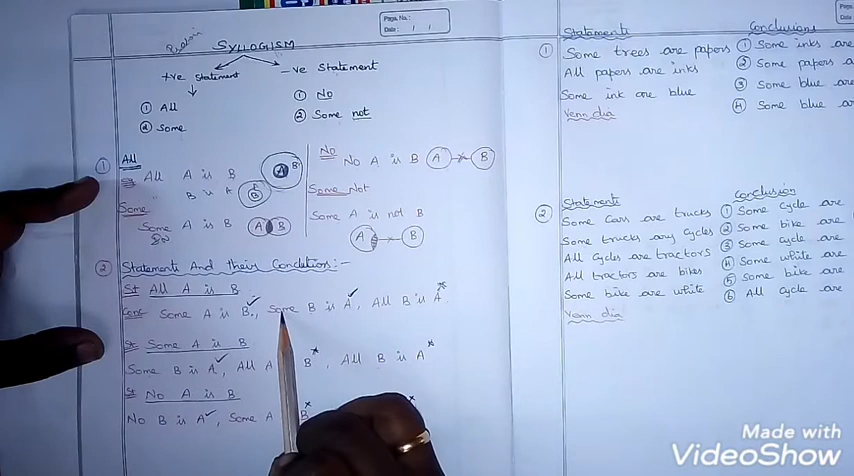 Page No.:
Date: / /
SYLLOGISM
+ve Statement
-ve Statement
① All
② Some
① No
② Some not
① All
All A is B
B is A
A B
A
B
Some
Some A is B
A B
No
No A is B
A B
Some Not
Some A is not B
A B
② Statement And their Conclutions:-
St All A is B
Conc Some A is B ✓, Some B is A ✓, All B is A *
St Some A is B
Some B is A ✓, All A B *, All B is A *
St No A is B
No B is A ✓, Some A B *
Date: / /
Statements
Conclusions
① Some trees are papers
All papers are inks
Some ink are blue
Venn dia
① Some inks are
② Some papers a
③ Some blue are
④ Some blue ar
② Statements
Conclusion
Some Cars are trucks
Some trucks cycles
All cycles are tractors
All tractors are bikes
Some bike are white
Venn dia
① Some cycle are
② Some bike are
③ Some cycle are
④ Some white are
⑤ Some bike are
⑥ All cycle are
Made with
VideoShow